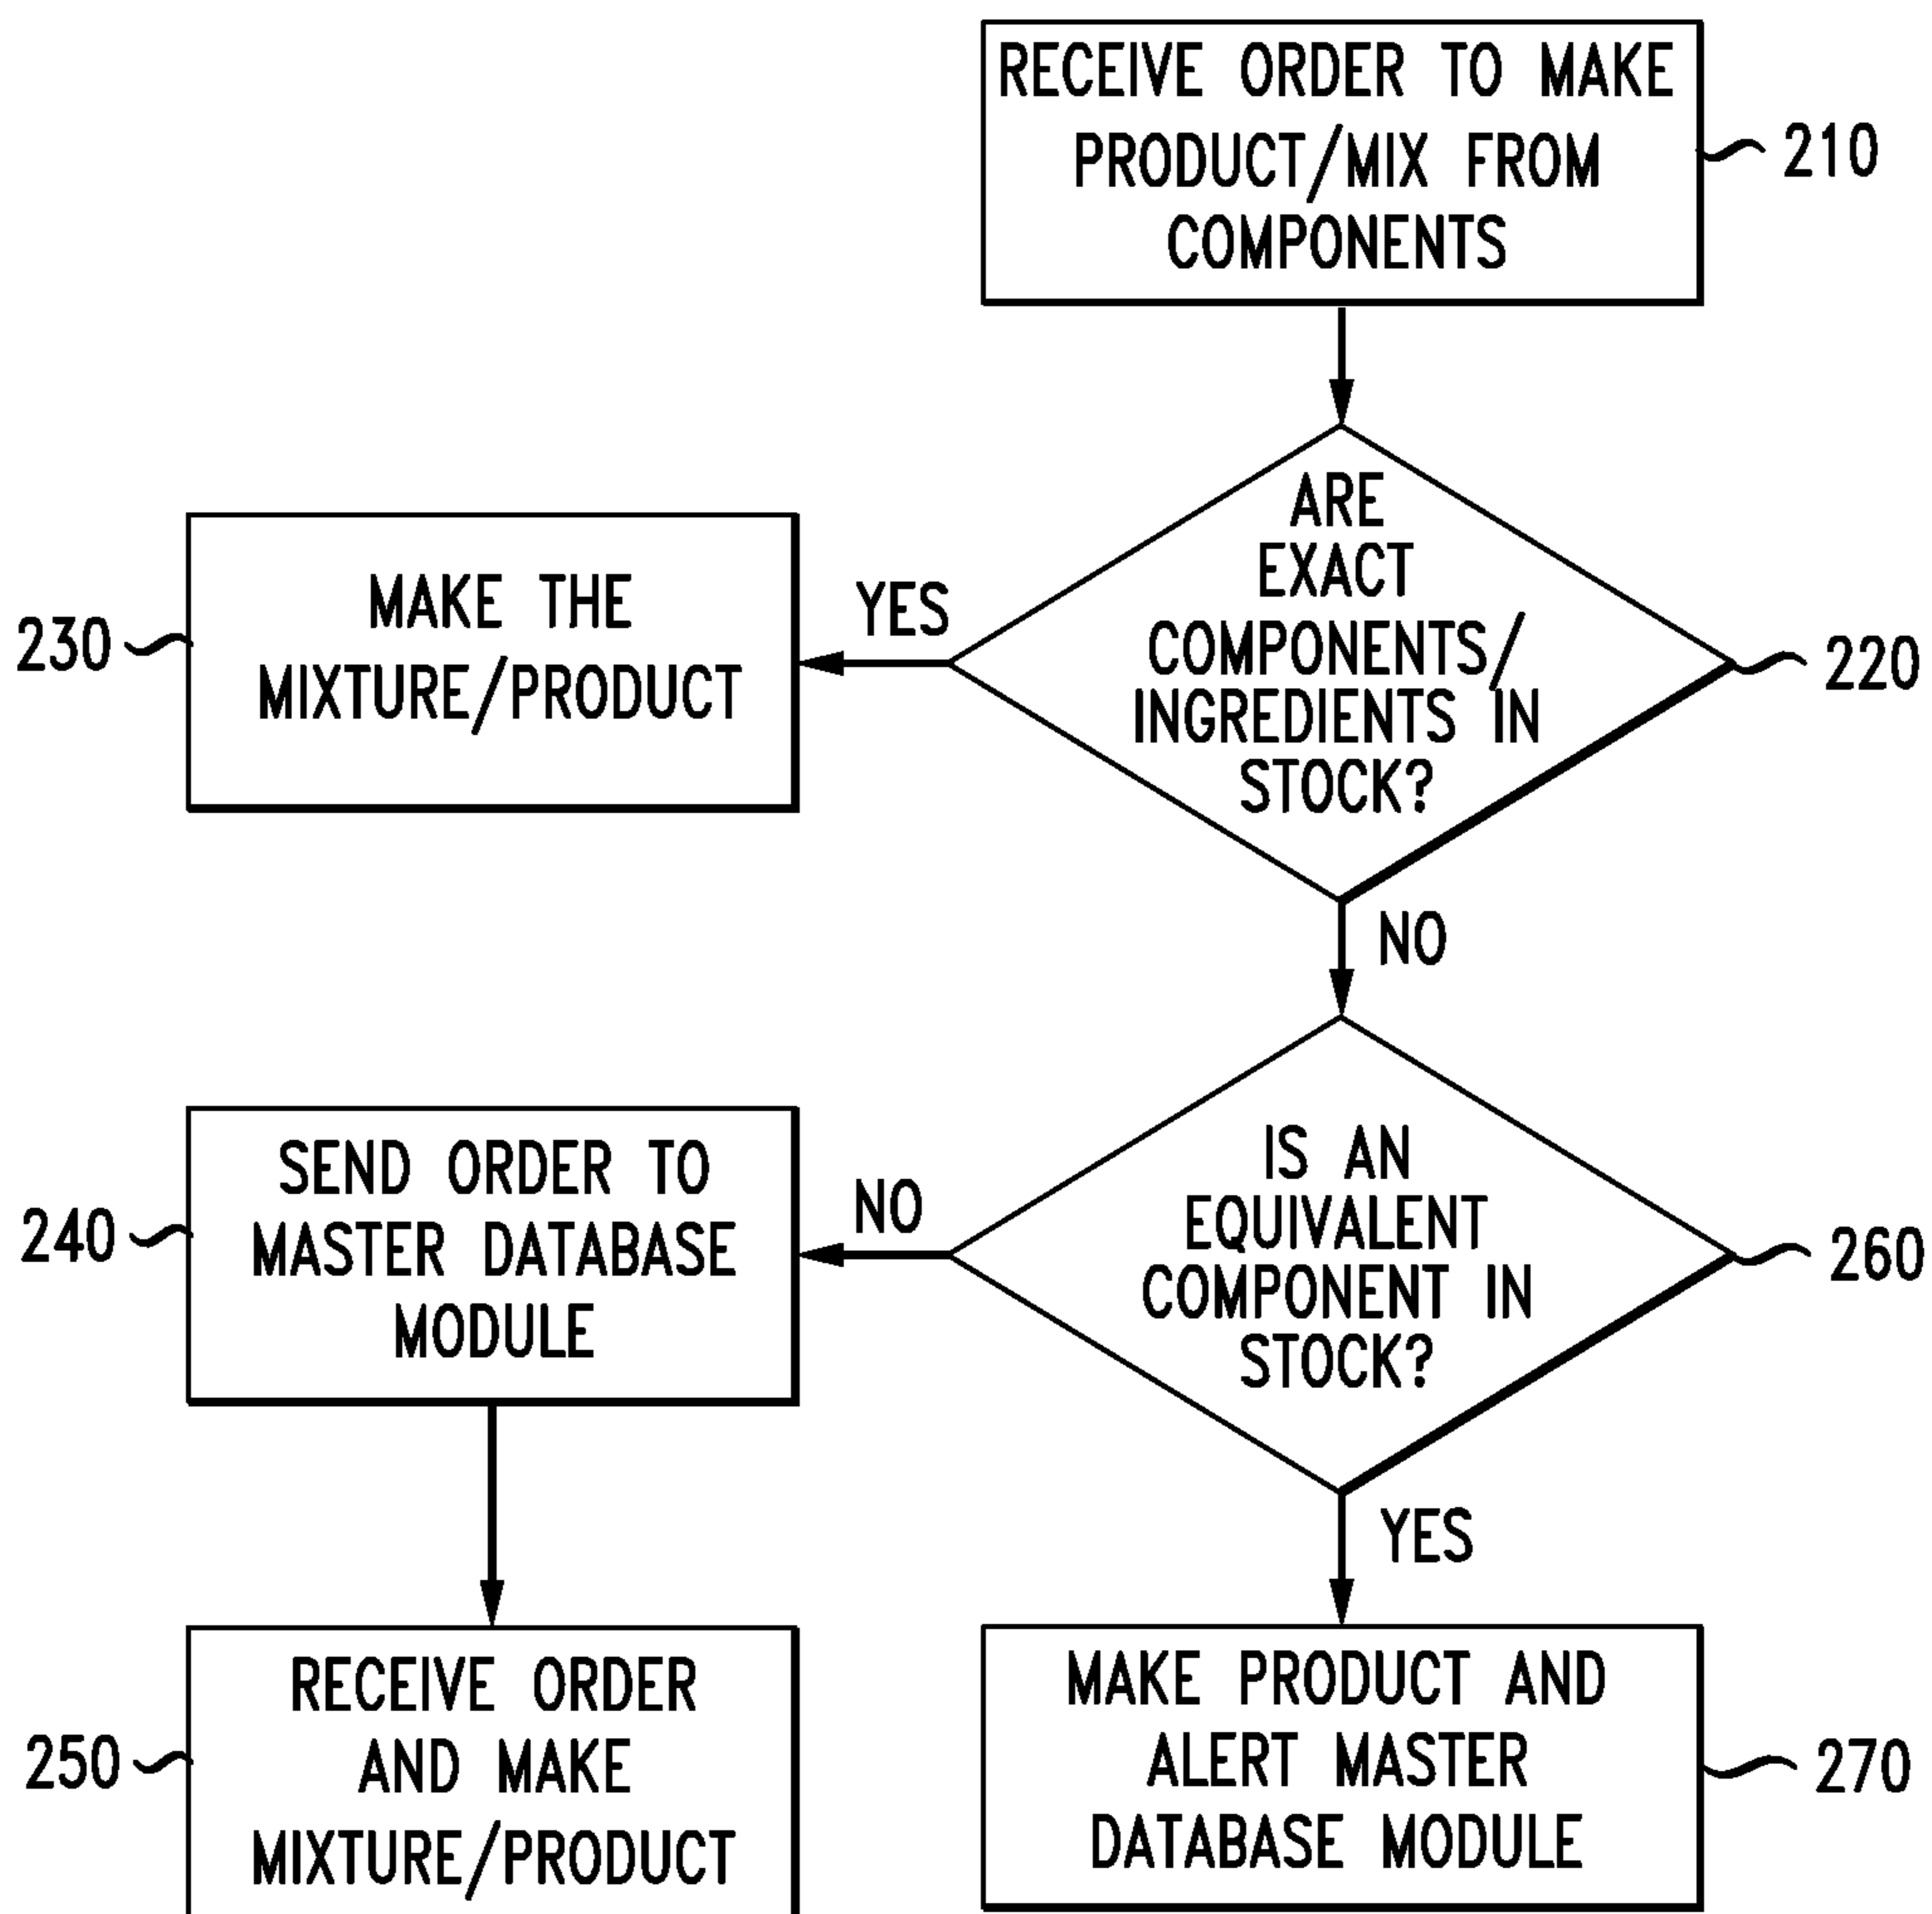 RECEIVE ORDER TO MAKE
PRODUCT/MIX FROM
COMPONENTS
210
ARE
EXACT
COMPONENTS/
INGREDIENTS IN
STOCK?
220
YES
MAKE THE
MIXTURE/PRODUCT
230
NO
IS AN
EQUIVALENT
COMPONENT IN
STOCK?
260
NO
SEND ORDER TO
MASTER DATABASE
MODULE
240
YES
RECEIVE ORDER
AND MAKE
MIXTURE/PRODUCT
250
MAKE PRODUCT AND
ALERT MASTER
DATABASE MODULE
270